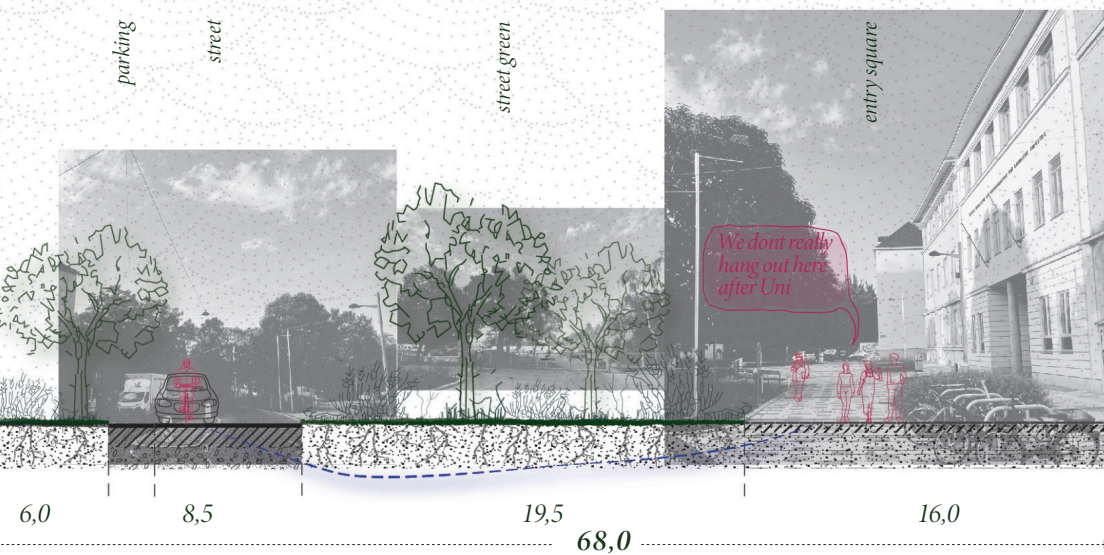 parking
street
street green
entry square
We dont really
hang out here
after Uni
6,0
8,5
19,5
16,0
68,0